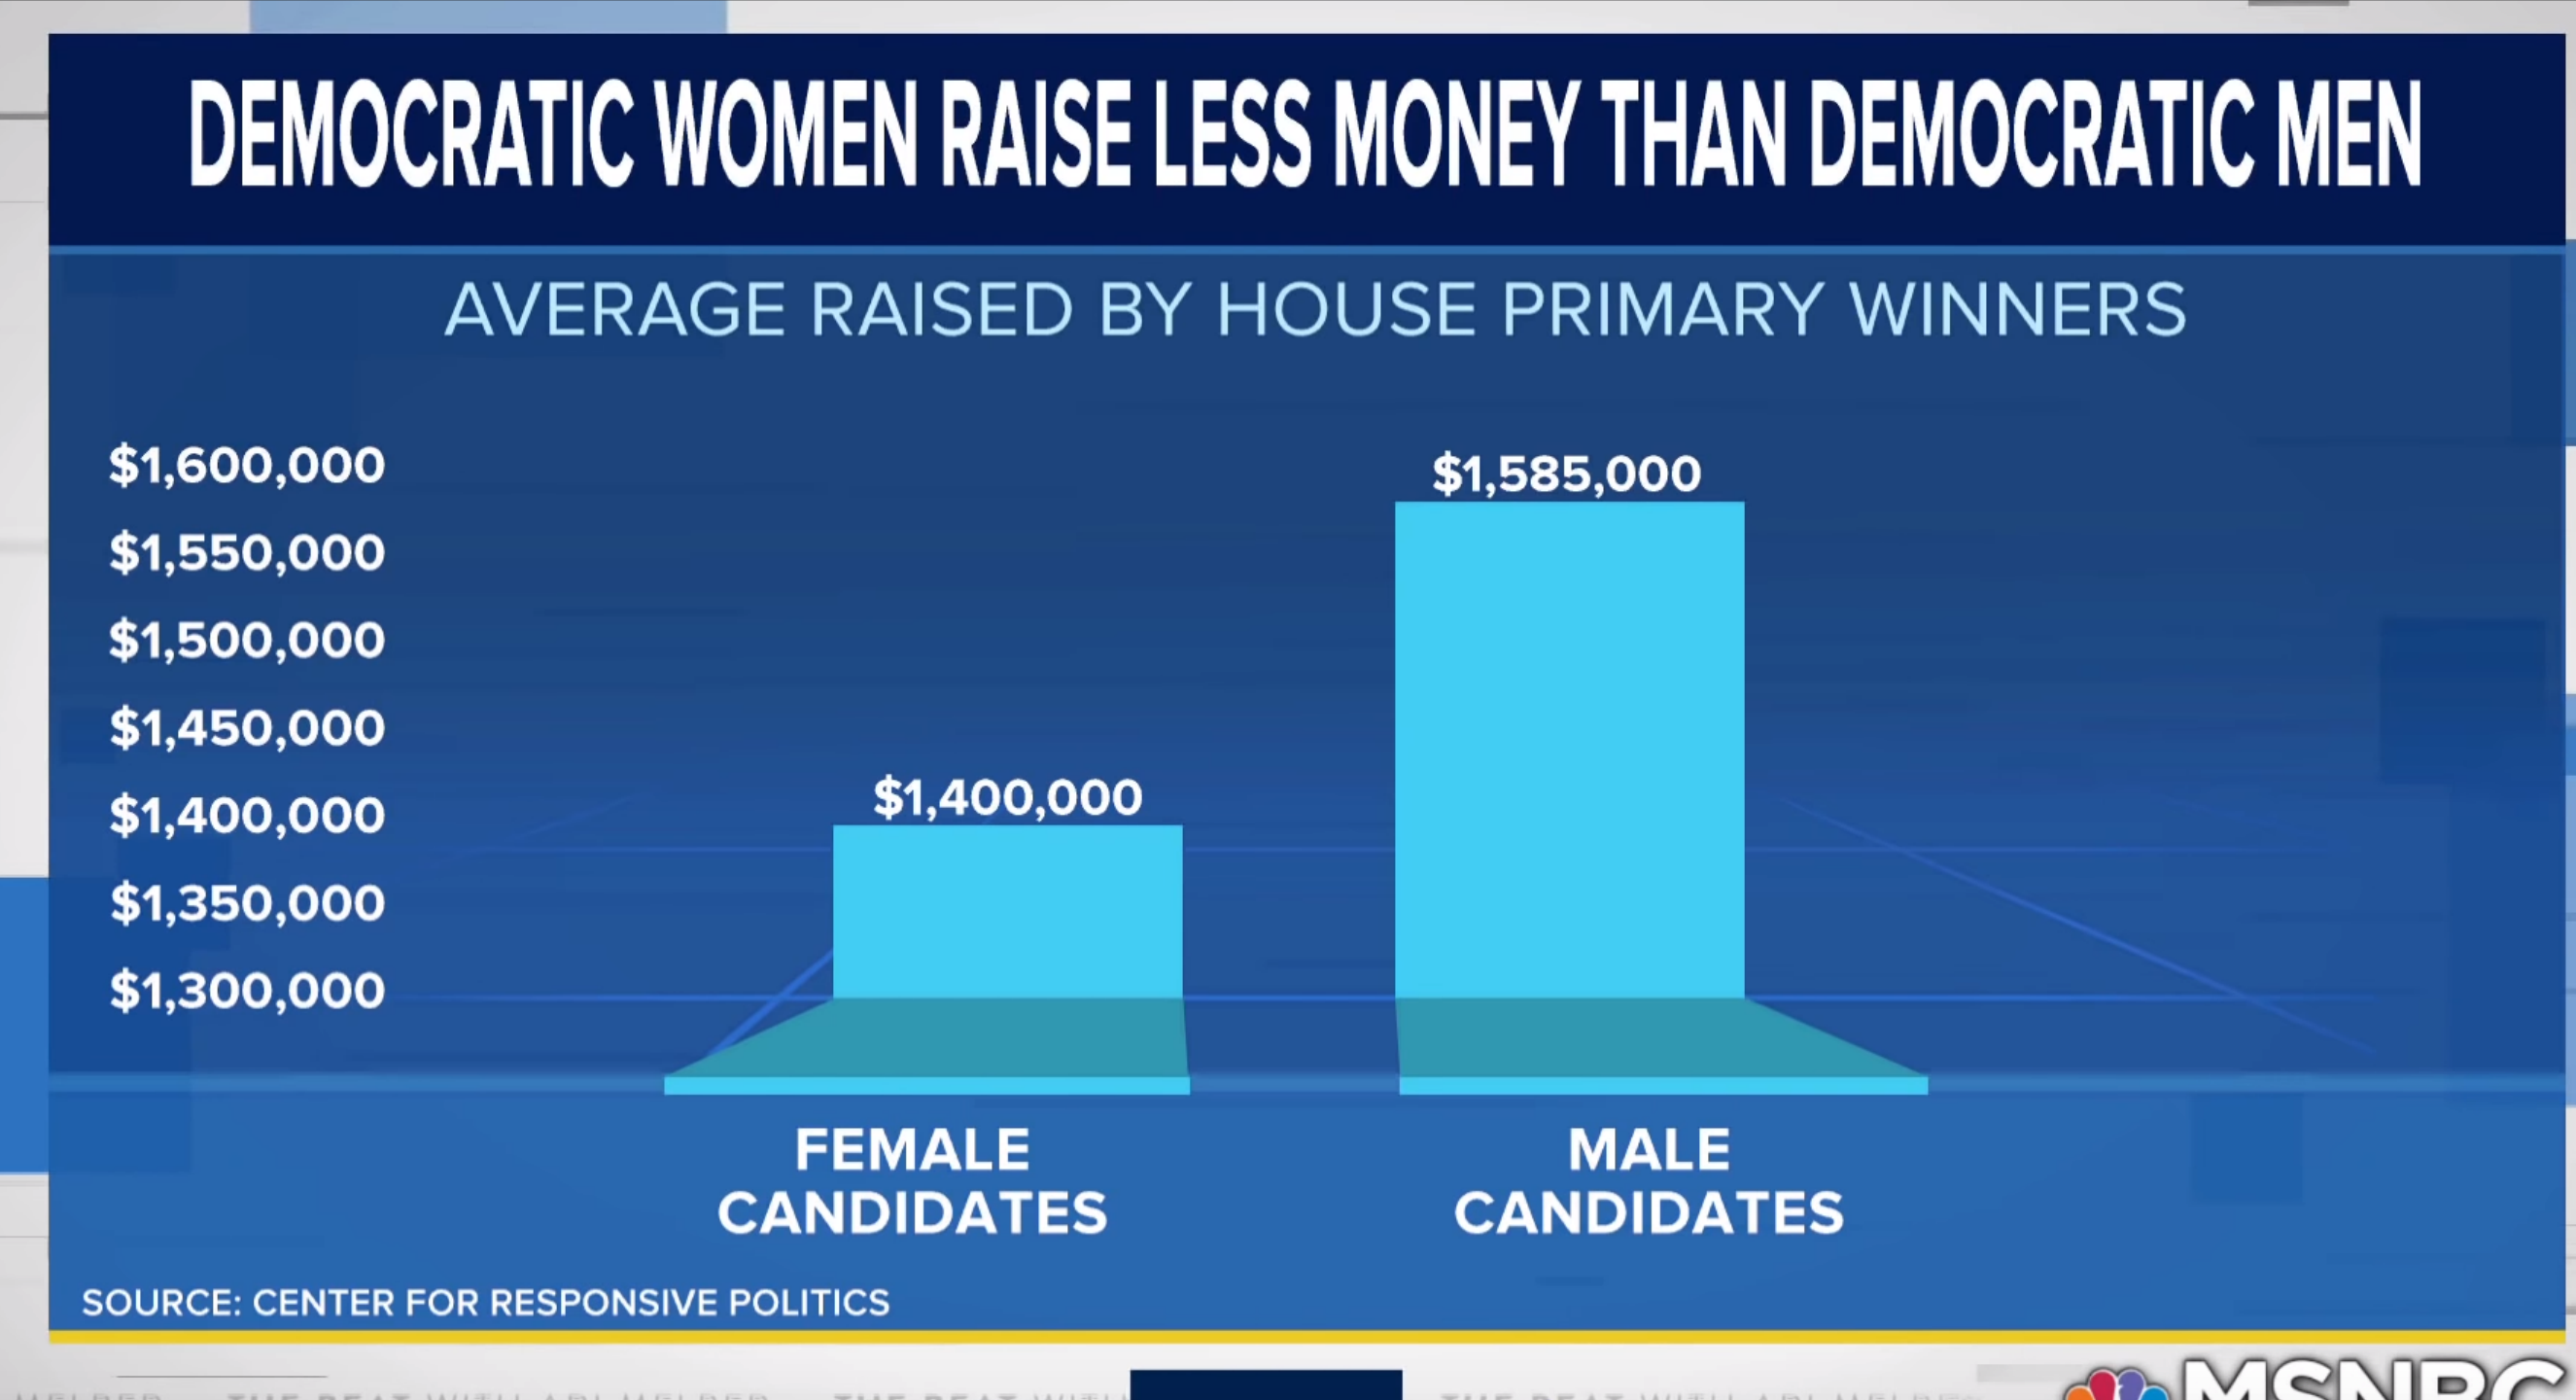 DEMOCRATIC WOMEN RAISE LESS MONEY THAN DEMOCRATIC MEN
AVERAGE RAISED BY HOUSE PRIMARY WINNERS
$1,600,000
$1,550,000
$1,500,000
$1,450,000
$1,400,000
$1,350,000
$1,300,000
$1,400,000
$1,585,000
FEMALE
CANDIDATES
MALE
CANDIDATES
SOURCE: CENTER FOR RESPONSIVE POLITICS
MSNBC